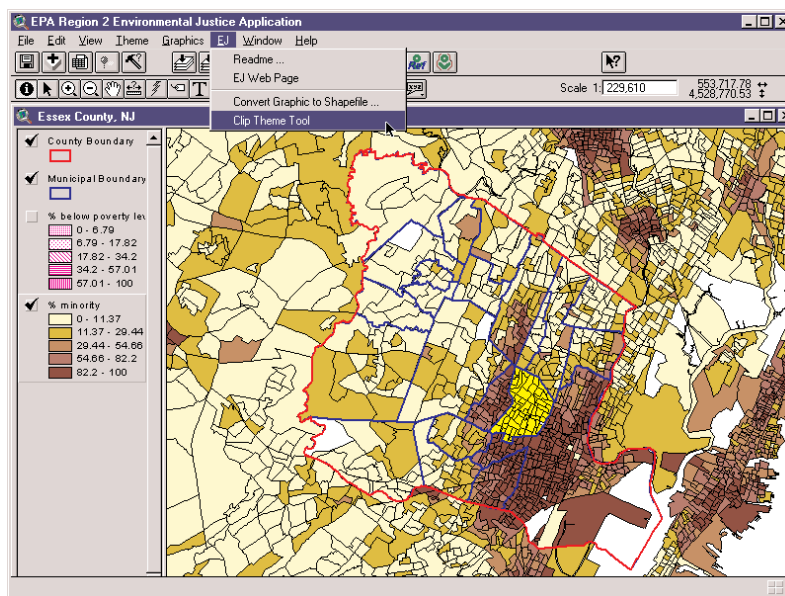 EPA Region 2 Environmental Justice Application
File Edit View Theme Graphics EJ Window Help
Readme ...
EJ Web Page
Convert Graphic to Shapefile ...
Clip Theme Tool
Scale 1: 229,610
553,717.78
4,528,770.53
Essex County, NJ
County Boundary
Municipal Boundary
% below poverty lev
0 - 6.79
6.79 - 17.82
17.82 - 34.2
34.2 - 57.01
57.01 - 100
% minority
0 - 11.37
11.37 - 29.44
29.44 - 54.66
54.66 - 82.2
82.2 - 100